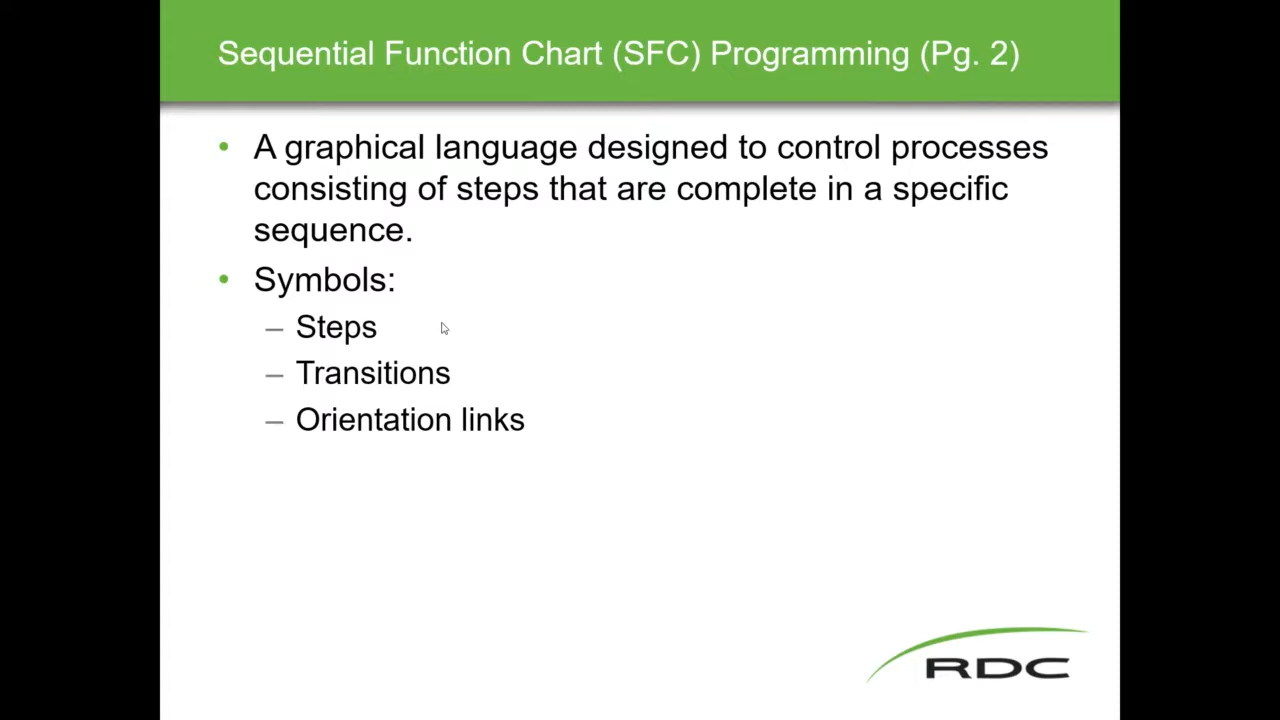 Sequential Function Chart (SFC) Programming (Pg. 2)
• A graphical language designed to control processes
consisting of steps that are complete in a specific
sequence.
• Symbols:
– Steps
– Transitions
– Orientation links
RDC